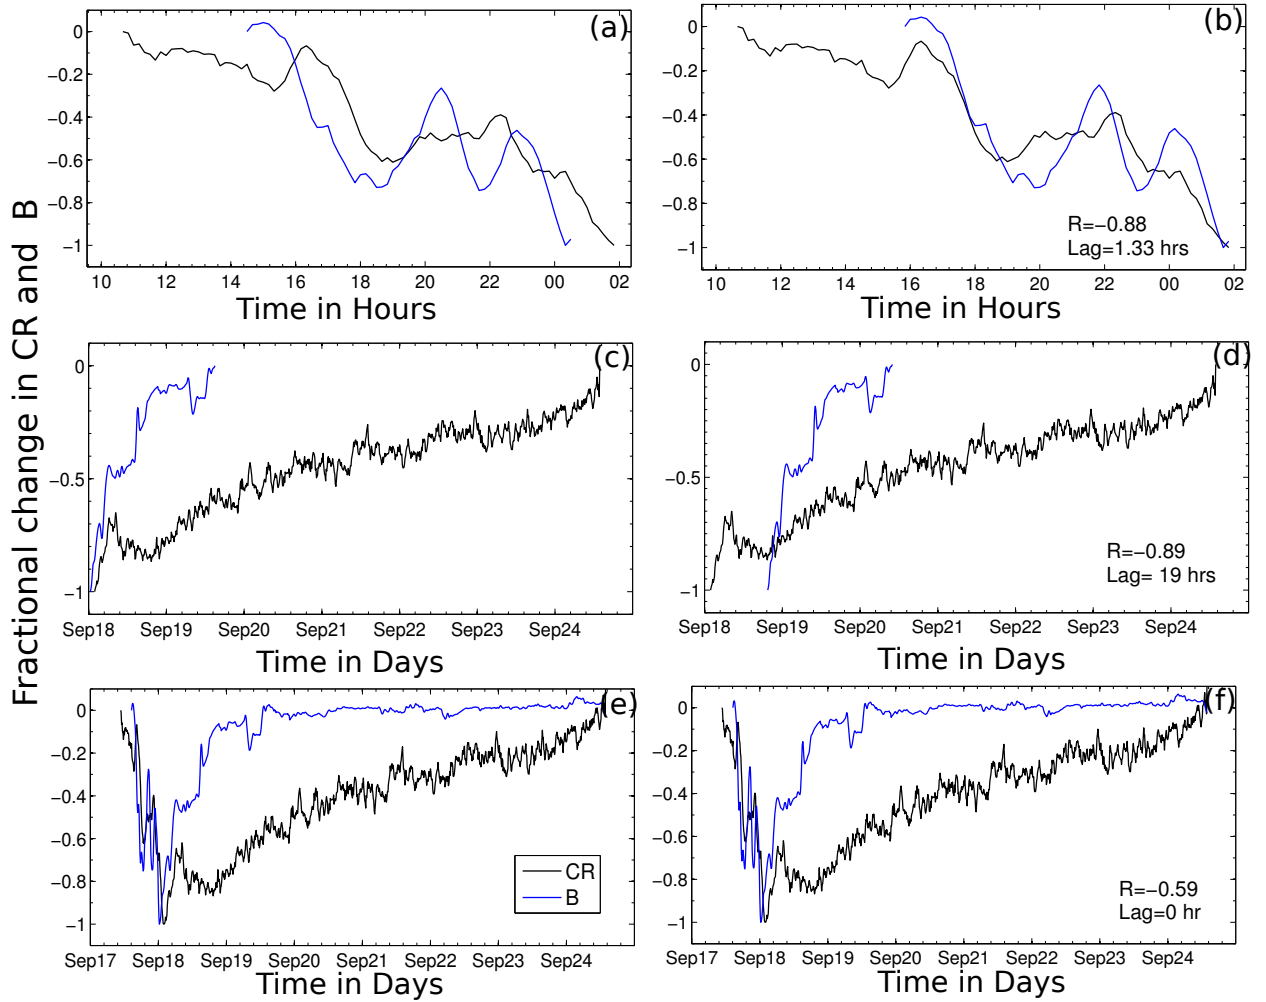 Fractional change in CR and B
(a)
0
−0.2
−0.4
−0.6
−0.8
−1
10 12 14 16 18 20 22 00 02
Time in Hours
(b)
0
−0.2
−0.4
−0.6
−0.8
−1
R=−0.88
Lag=1.33 hrs
10 12 14 16 18 20 22 00 02
Time in Hours
(c)
0
−0.5
−1
Sep18 Sep19 Sep20 Sep21 Sep22 Sep23 Sep24
Time in Days
(d)
0
−0.5
−1
R=−0.89
Lag= 19 hrs
Sep18 Sep19 Sep20 Sep21 Sep22 Sep23 Sep24
Time in Days
(e)
0
−0.2
−0.4
−0.6
−0.8
−1
CR
B
Sep17 Sep18 Sep19 Sep20 Sep21 Sep22 Sep23 Sep24
Time in Days
(f)
0
−0.2
−0.4
−0.6
−0.8
−1
R=−0.59
Lag=0 hr
Sep17 Sep18 Sep19 Sep20 Sep21 Sep22 Sep23 Sep24
Time in Days